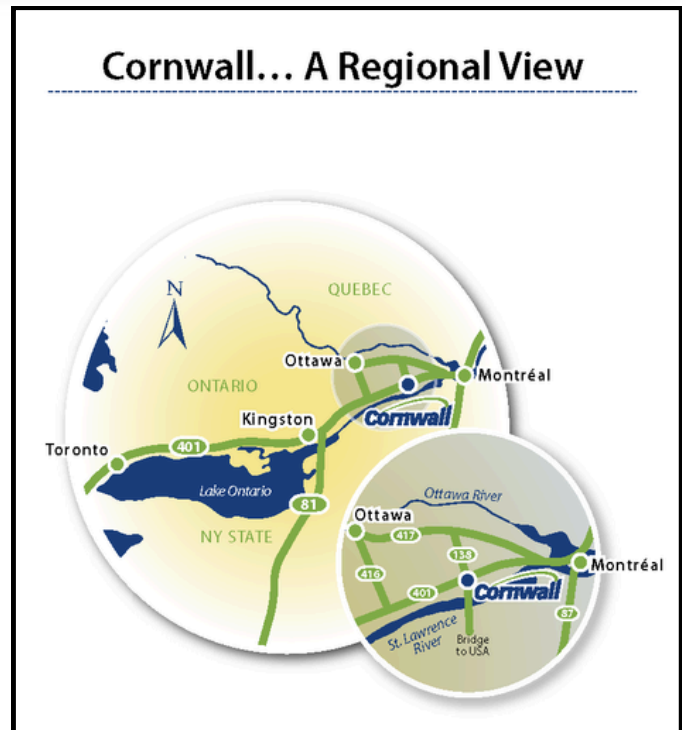 Cornwall... A Regional View
N
QUEBEC
Ottawa
ONTARIO
Montréal
Kingston
Cornwall
Toronto
401
Lake Ontario
81
NY STATE
Ottawa River
Ottawa
417
138
Montréal
416
401
Cornwall
87
St. Lawrence
River
Bridge
to USA